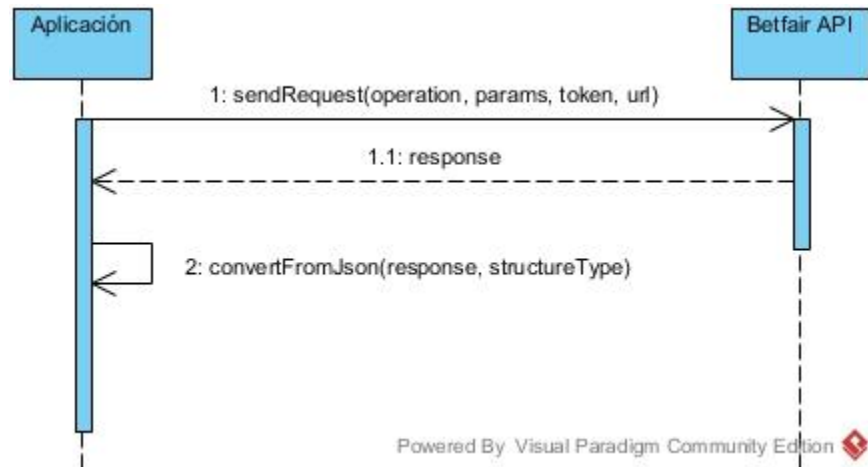 Aplicación
Betfair API
1: sendRequest(operation, params, token, url)
1.1: response
2: convertFromJson(response, structureType)
Powered By Visual Paradigm Community Edition